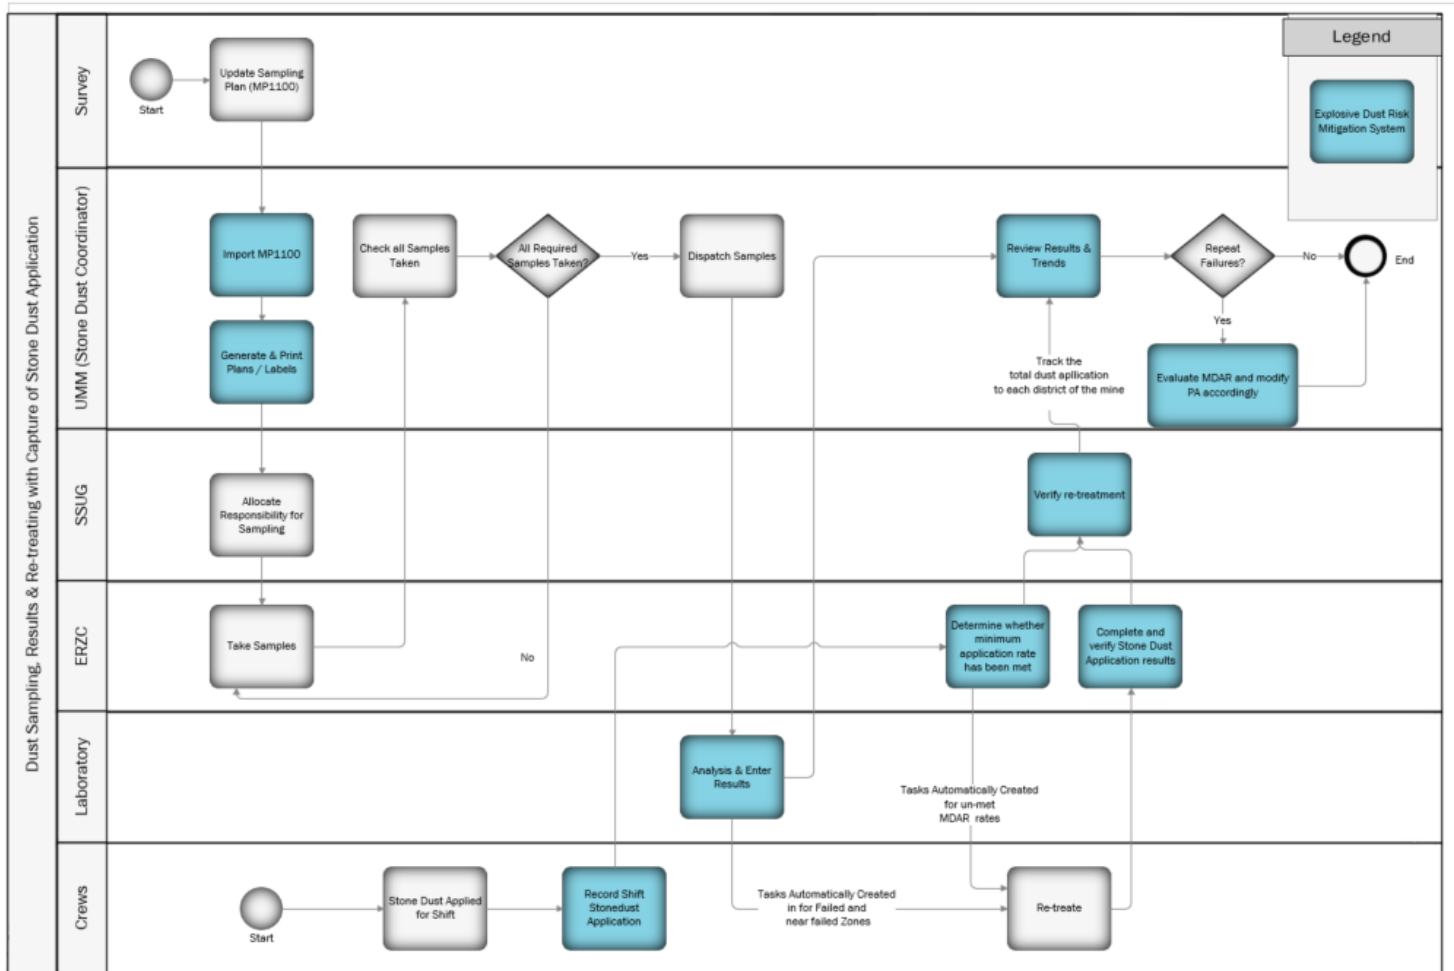 Dust Sampling, Results & Re-treating with Capture of Stone Dust Application
Survey
Start
Update Sampling
Plan (MP1100)
Legend
Explosive Dust Risk
Mitigation System
UMM (Stone Dust Coordinator)
Import MP1100
Generate & Print
Plans / Labels
Check all Samples
Taken
All Required
Samples Taken?
Yes
Dispatch Samples
Review Results &
Trends
Repeat
Failures?
No
End
Yes
Evaluate MDAR and modify
PA accordingly
Track the
total dust apllication
to each district of the mine
SSUG
Allocate
Responsibility for
Sampling
Verify re-treatment
ERZC
Take Samples
No
Determine whether
minimum
application rate
has been met
Complete and
verify Stone Dust
Application results
Laboratory
Analysis & Enter
Results
Tasks Automatically Created
for un-met
MDAR rates
Crews
Start
Stone Dust Applied
for Shift
Record Shift
Stonedust
Application
Tasks Automatically Created
in for Failed and
near failed Zones
Re-treate